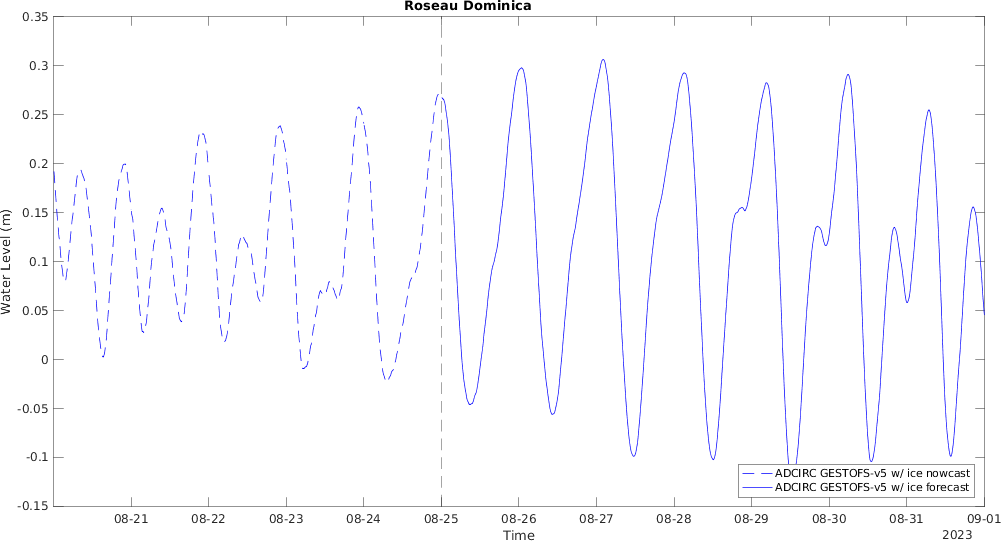 Roseau Dominica
0.35
0.3
0.25
0.2
0.15
0.1
0.05
0
-0.05
-0.1
-0.15
Water Level (m)
ADCIRC GESTOFS-v5 w/ ice nowcast
ADCIRC GESTOFS-v5 w/ ice forecast
08-21 08-22 08-23 08-24 08-25 08-26 08-27 08-28 08-29 08-30 08-31 09-01
Time
2023